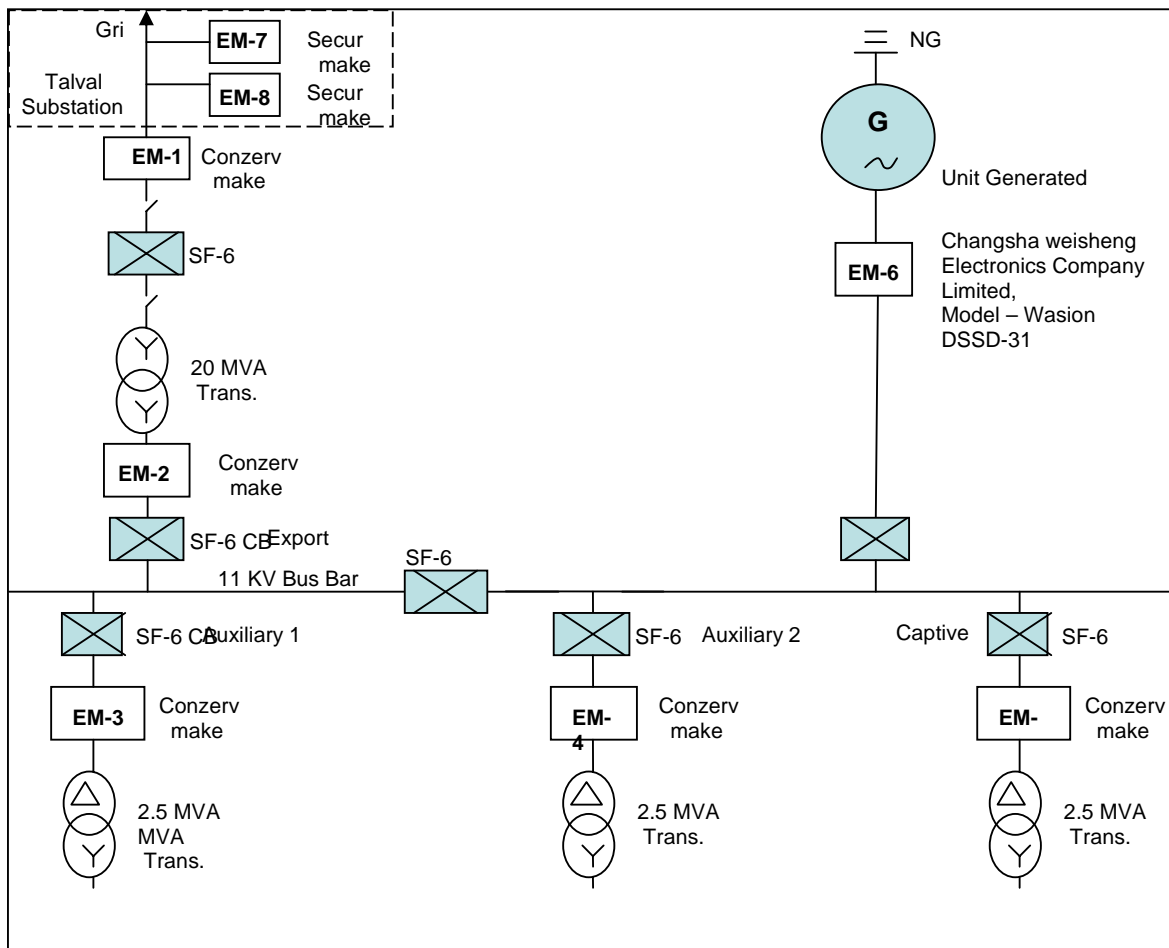 Gri
EM-7
Secur
make
Talval
Substation
EM-8
Secur
make
EM-1
Conzerv
make
SF-6
20 MVA
Trans.
EM-2
Conzerv
make
SF-6 CB
Export
11 KV Bus Bar
SF-6
NG
G
Unit Generated
EM-6
Changsha weisheng
Electronics Company
Limited,
Model – Wasion
DSSD-31
SF-6 CB
Auxiliary 1
SF-6
Auxiliary 2
Captive
SF-6
EM-3
Conzerv
make
EM-
4
Conzerv
make
EM-
Conzerv
make
2.5 MVA
MVA
Trans.
2.5 MVA
Trans.
2.5 MVA
Trans.